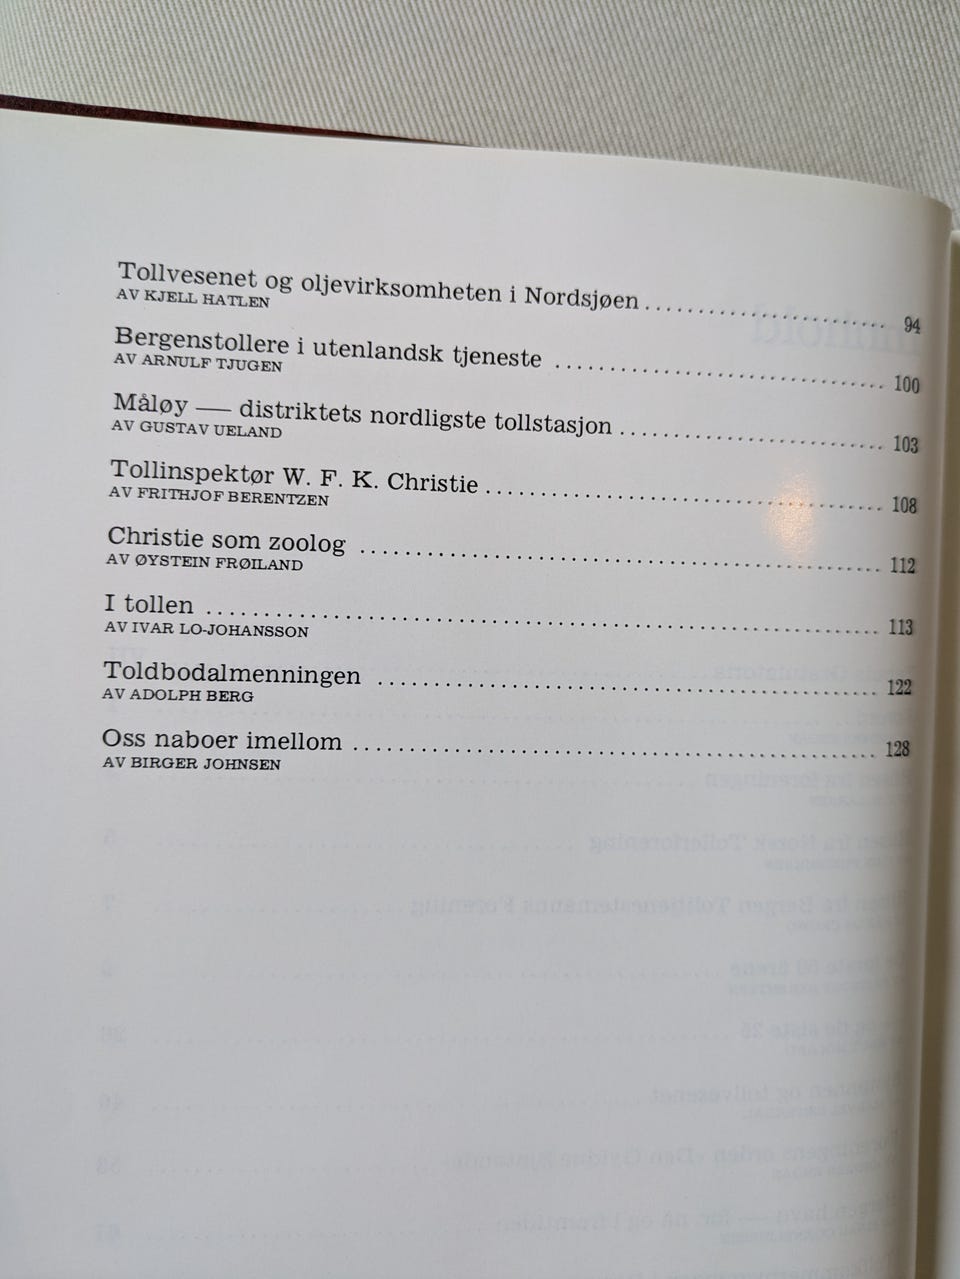 Tollvesenet og oljevirksomheten i Nordsjøen .......................... 94
AV KJELL HATLEN
Bergenstollere i utenlandsk tjeneste .................................. 100
AV ARNULF TJUGEN
Måløy — distriktets nordligste tollstasjon ............................. 103
AV GUSTAV UELAND
Tollinspektør W. F. K. Christie ........................................ 108
AV FRITHJOF BERENTZEN
Christie som zoolog .................................................... 112
AV ØYSTEIN FRØILAND
I tollen ............................................................... 113
AV IVAR LO-JOHANSSON
Toldbodalmenningen ..................................................... 122
AV ADOLPH BERG
Oss naboer imellom ..................................................... 128
AV BIRGER JOHNSEN